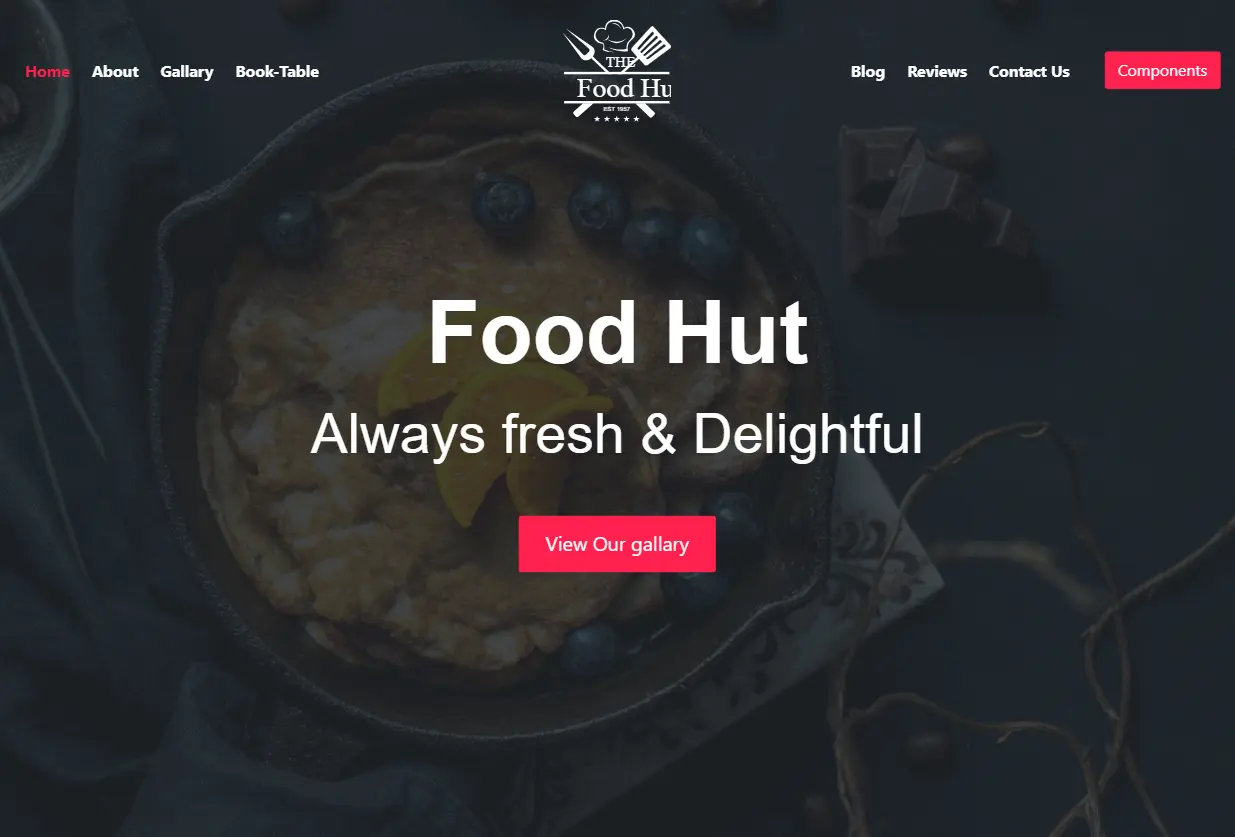 Home About Gallary Book-Table
THE
Food Hu
EST 1957
Blog Reviews Contact Us Components
Food Hut
Always fresh & Delightful
View Our gallary